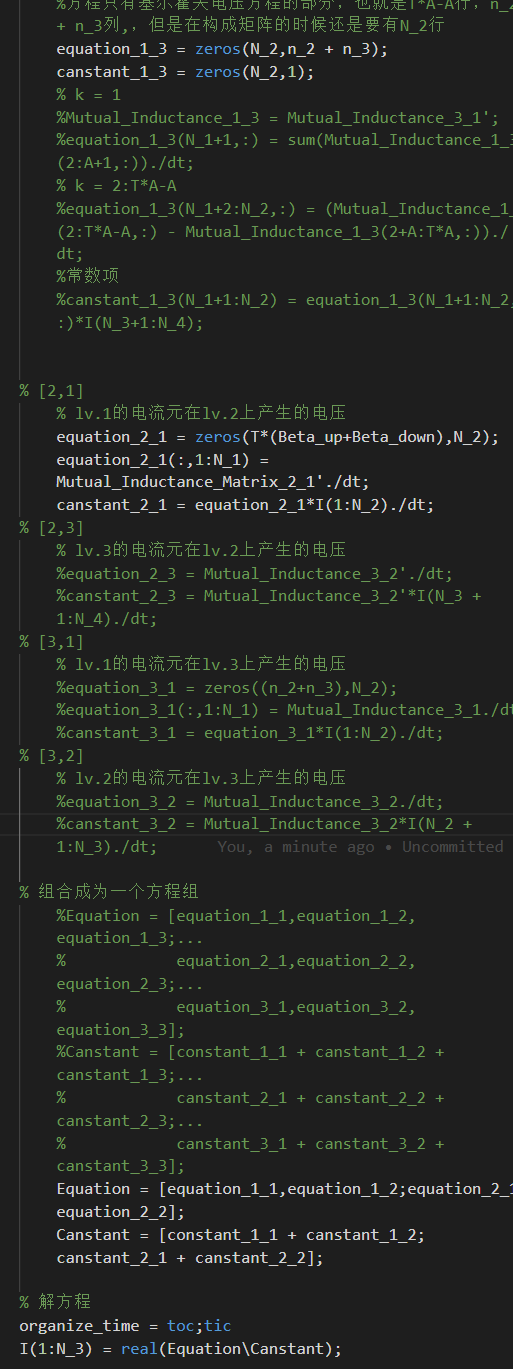 %方程只有基尔霍夫电压方程的部分，也就是T*A-A行，n_2
+ n_3列,，但是在构成矩阵的时候还是要有N_2行
equation_1_3 = zeros(N_2,n_2 + n_3);
canstant_1_3 = zeros(N_2,1);
% k = 1
%Mutual_Inductance_1_3 = Mutual_Inductance_3_1';
%equation_1_3(N_1+1,:) = sum(Mutual_Inductance_1_3
(2:A+1,:))./dt;
% k = 2:T*A-A
%equation_1_3(N_1+2:N_2,:) = (Mutual_Inductance_1_
(2:T*A-A,:) - Mutual_Inductance_1_3(2+A:T*A,:))./
dt;
%常数项
%canstant_1_3(N_1+1:N_2) = equation_1_3(N_1+1:N_2,
:)*I(N_3+1:N_4);
% [2,1]
% lv.1的电流元在lv.2上产生的电压
equation_2_1 = zeros(T*(Beta_up+Beta_down),N_2);
equation_2_1(:,1:N_1) =
Mutual_Inductance_Matrix_2_1'./dt;
canstant_2_1 = equation_2_1*I(1:N_2)./dt;
% [2,3]
% lv.3的电流元在lv.2上产生的电压
%equation_2_3 = Mutual_Inductance_3_2'./dt;
%canstant_2_3 = Mutual_Inductance_3_2'*I(N_3 +
1:N_4)./dt;
% [3,1]
% lv.1的电流元在lv.3上产生的电压
%equation_3_1 = zeros((n_2+n_3),N_2);
%equation_3_1(:,1:N_1) = Mutual_Inductance_3_1./dt
%canstant_3_1 = equation_3_1*I(1:N_2)./dt;
% [3,2]
% lv.2的电流元在lv.3上产生的电压
%equation_3_2 = Mutual_Inductance_3_2./dt;
%canstant_3_2 = Mutual_Inductance_3_2*I(N_2 +
1:N_3)./dt; You, a minute ago • Uncommitted
% 组合成为一个方程组
%Equation = [equation_1_1,equation_1_2,
equation_1_3;...
% equation_2_1,equation_2_2,
equation_2_3;...
% equation_3_1,equation_3_2,
equation_3_3];
%Canstant = [constant_1_1 + canstant_1_2 +
canstant_1_3;...
% canstant_2_1 + canstant_2_2 +
canstant_2_3;...
% canstant_3_1 + canstant_3_2 +
canstant_3_3];
Equation = [equation_1_1,equation_1_2;equation_2_1
equation_2_2];
Canstant = [constant_1_1 + canstant_1_2;
canstant_2_1 + canstant_2_2];
% 解方程
organize_time = toc;tic
I(1:N_3) = real(Equation\Canstant);